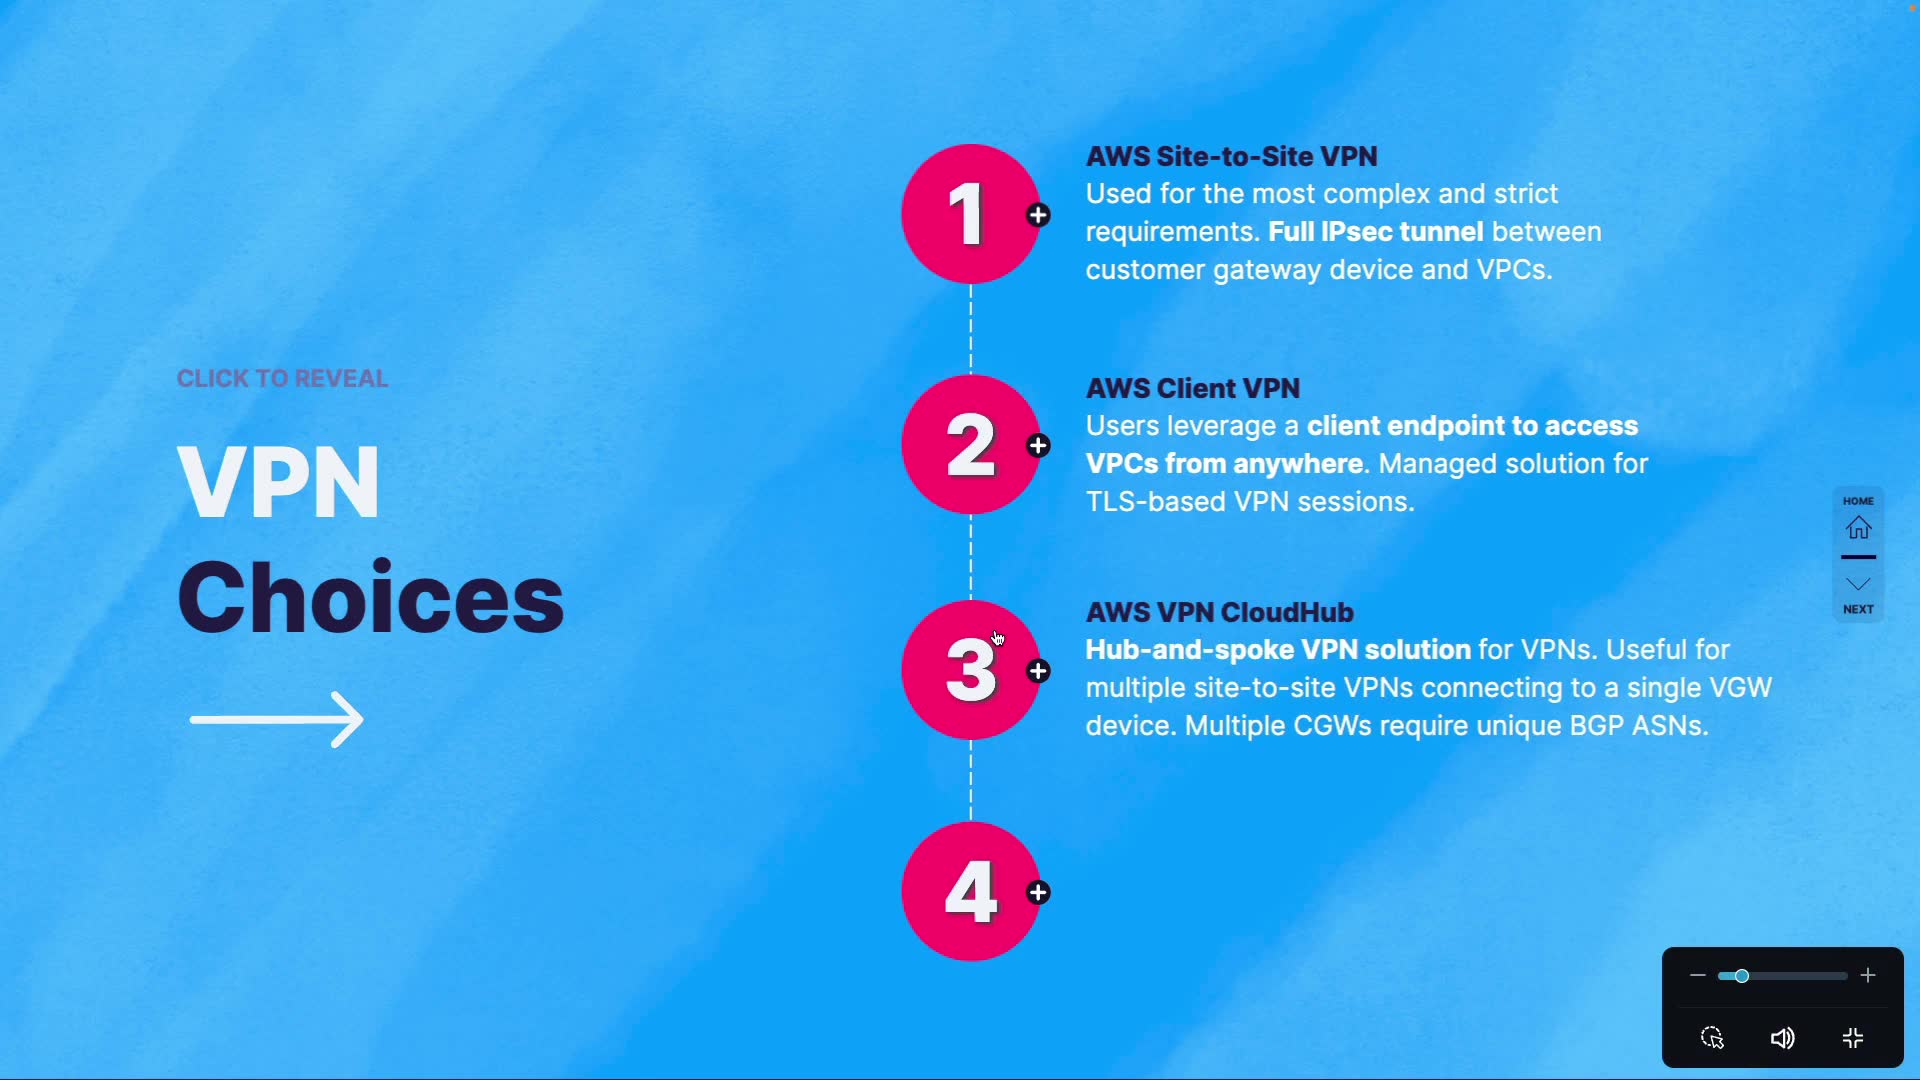 CLICK TO REVEAL
VPN
Choices
1
AWS Site-to-Site VPN
Used for the most complex and strict
requirements. Full IPsec tunnel between
customer gateway device and VPCs.
2
AWS Client VPN
Users leverage a client endpoint to access
VPCs from anywhere. Managed solution for
TLS-based VPN sessions.
3
AWS VPN CloudHub
Hub-and-spoke VPN solution for VPNs. Useful for
multiple site-to-site VPNs connecting to a single VGW
device. Multiple CGWs require unique BGP ASNs.
4
HOME
NEXT